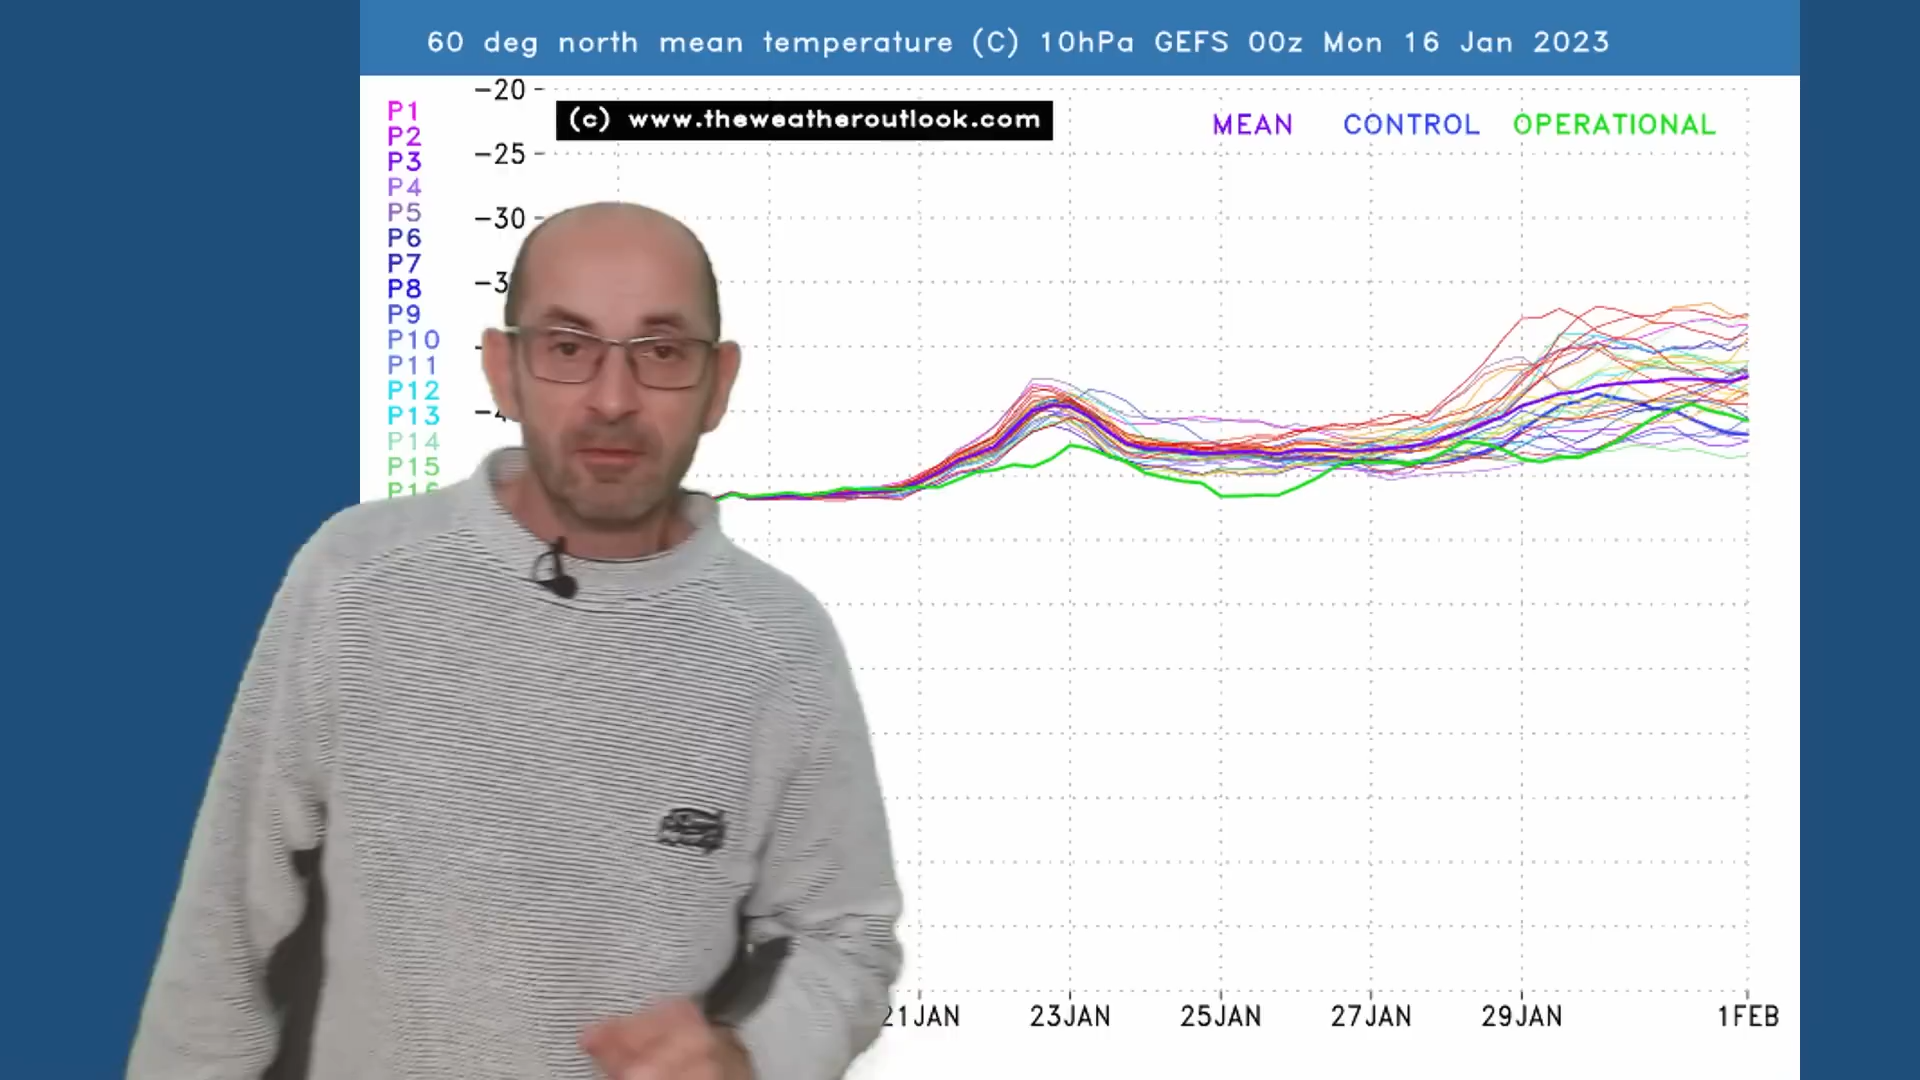 60 deg north mean temperature (C) 10hPa GEFS 00z Mon 16 Jan 2023
(c) www.theweatheroutlook.com
MEAN CONTROL OPERATIONAL
P1
P2
P3
P4
P5
P6
P7
P8
P9
P10
P11
P12
P13
P14
P15
P16
-20
-25
-30
21JAN 23JAN 25JAN 27JAN 29JAN 1FEB